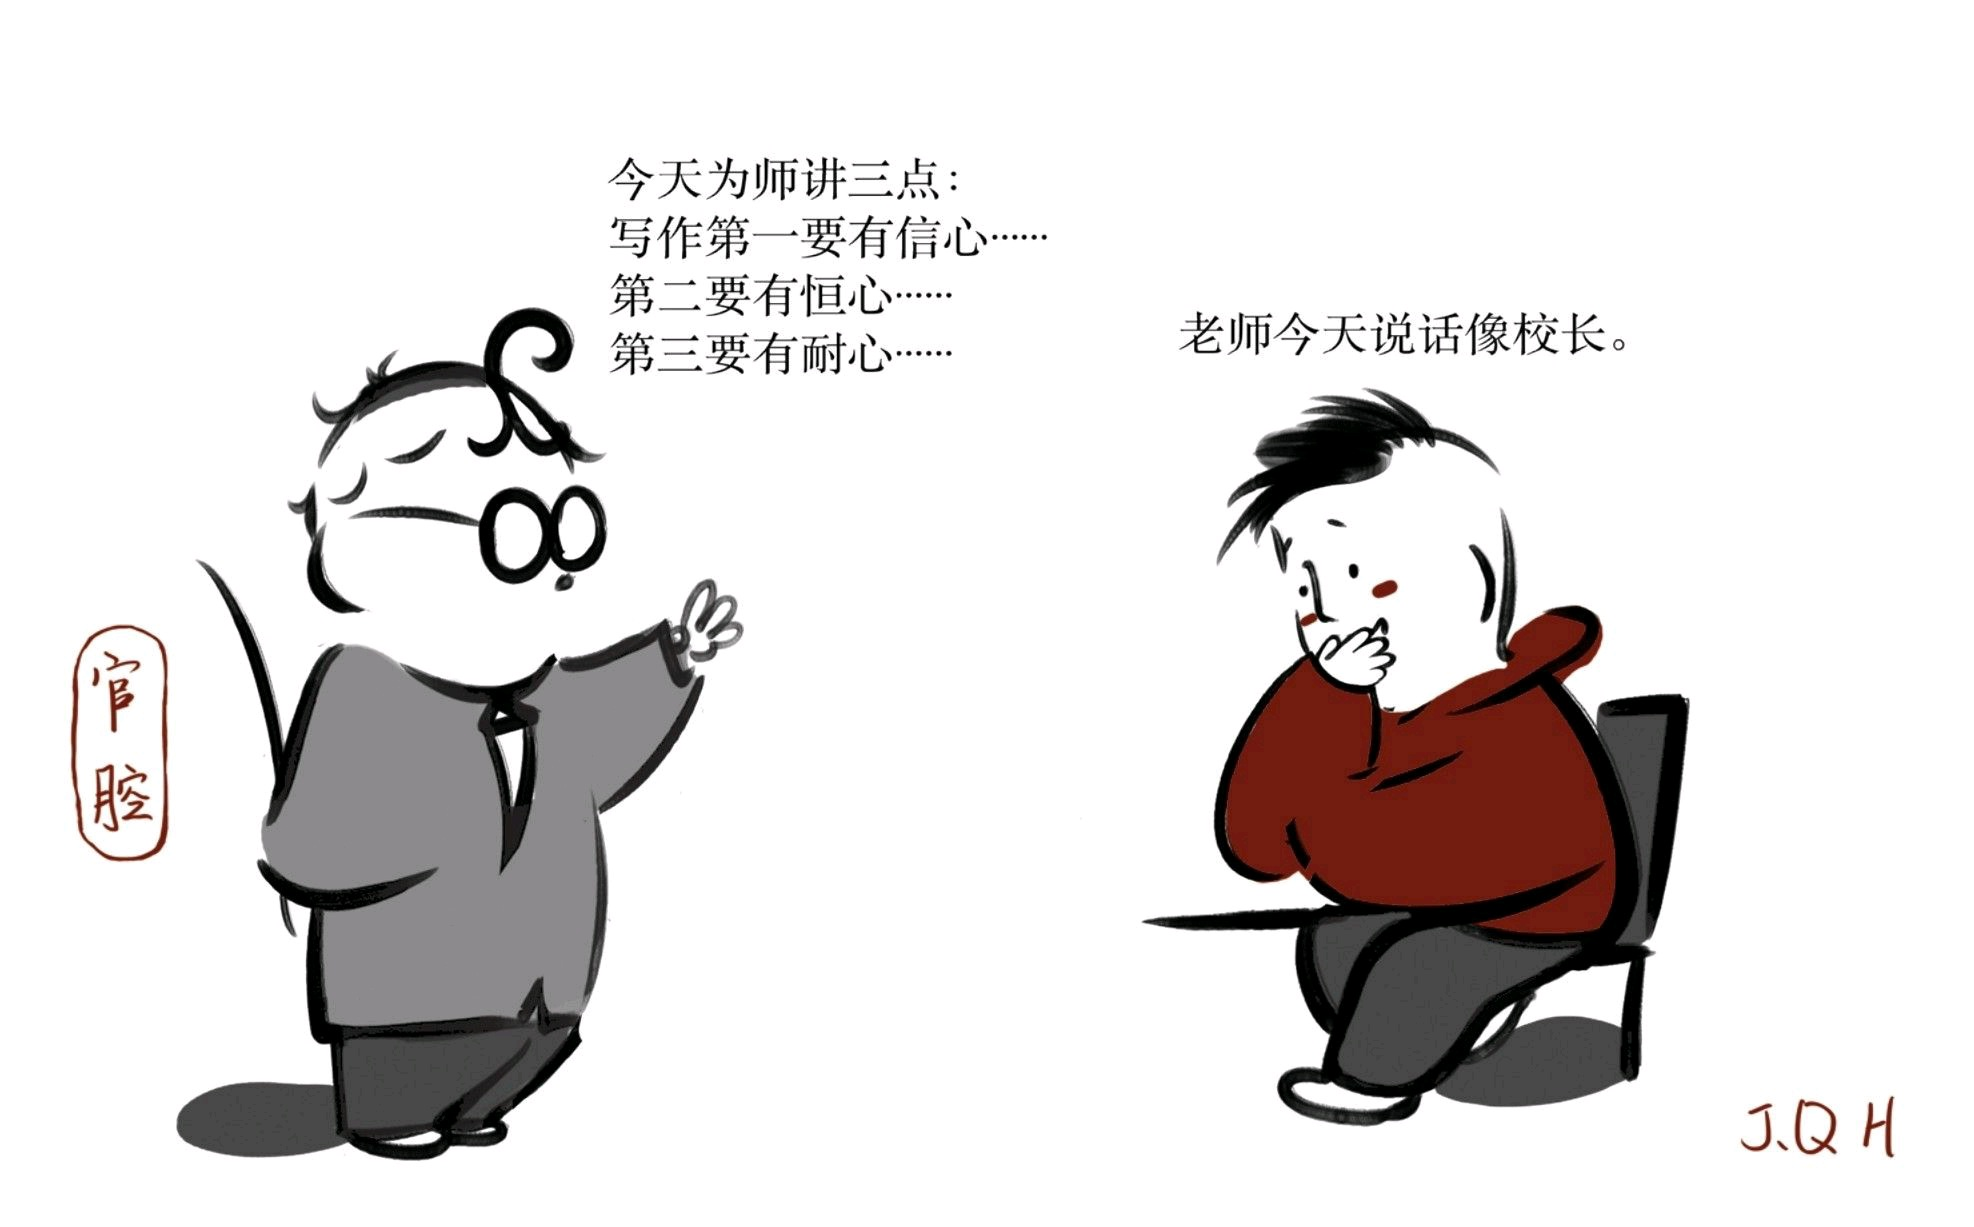 今天为师讲三点：
写作第一要有信心……
第二要有恒心……
第三要有耐心……
老师今天说话像校长。
官腔
J.Q H